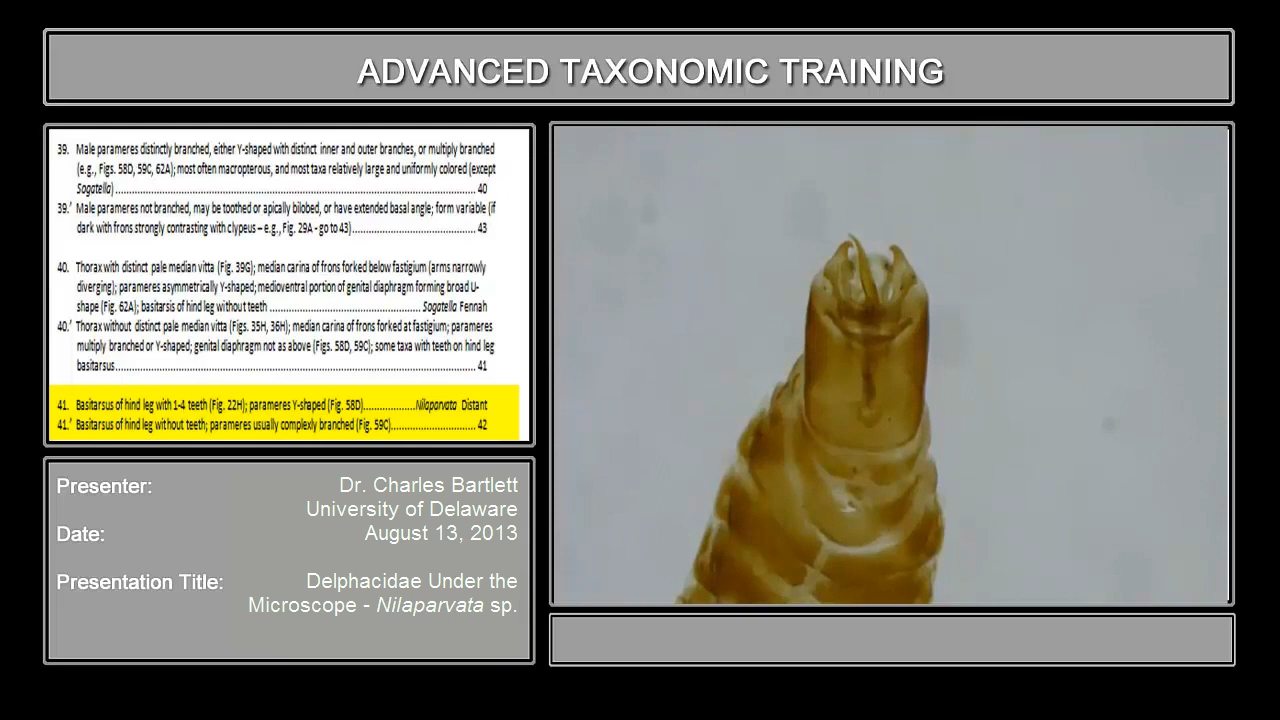 ADVANCED TAXONOMIC TRAINING
39. Male parameres distinctly branched, either Y-shaped with distinct inner and outer branches, or multiply branched
(e.g., Figs. 58D, 59C, 62A); most often macropterous, and most taxa relatively large and uniformly colored (except
Sogatella) .......... 40
39.' Male parameres not branched, may be toothed or apically bilobed, or have extended basal angle; form variable (if
dark with frons strongly contrasting with clypeus – e.g., Fig. 29A - go to 43) .......... 43
40. Thorax with distinct pale median vitta (Fig. 39G); median carina of frons forked below fastigium (arms narrowly
diverging); parameres asymmetrically Y-shaped; medioventral portion of genital diaphragm forming broad U-
shape (Fig. 62A); basitarsis of hind leg without teeth .......... Sogatella Fennah
40.' Thorax without distinct pale median vitta (Figs. 35H, 36H); median carina of frons forked at fastigium; parameres
multiply branched or Y-shaped; genital diaphragm not as above (Figs. 58D, 59C); some taxa with teeth on hind leg
basitarsus .......... 41
41. Basitarsus of hind leg with 1-4 teeth (Fig. 22H); parameres Y-shaped (Fig. 58D) .......... Nilaparvata Distant
41.' Basitarsus of hind leg without teeth; parameres usually complexly branched (Fig. 59C) .......... 42
Presenter: Dr. Charles Bartlett
University of Delaware
Date: August 13, 2013
Presentation Title: Delphacidae Under the
Microscope - Nilaparvata sp.